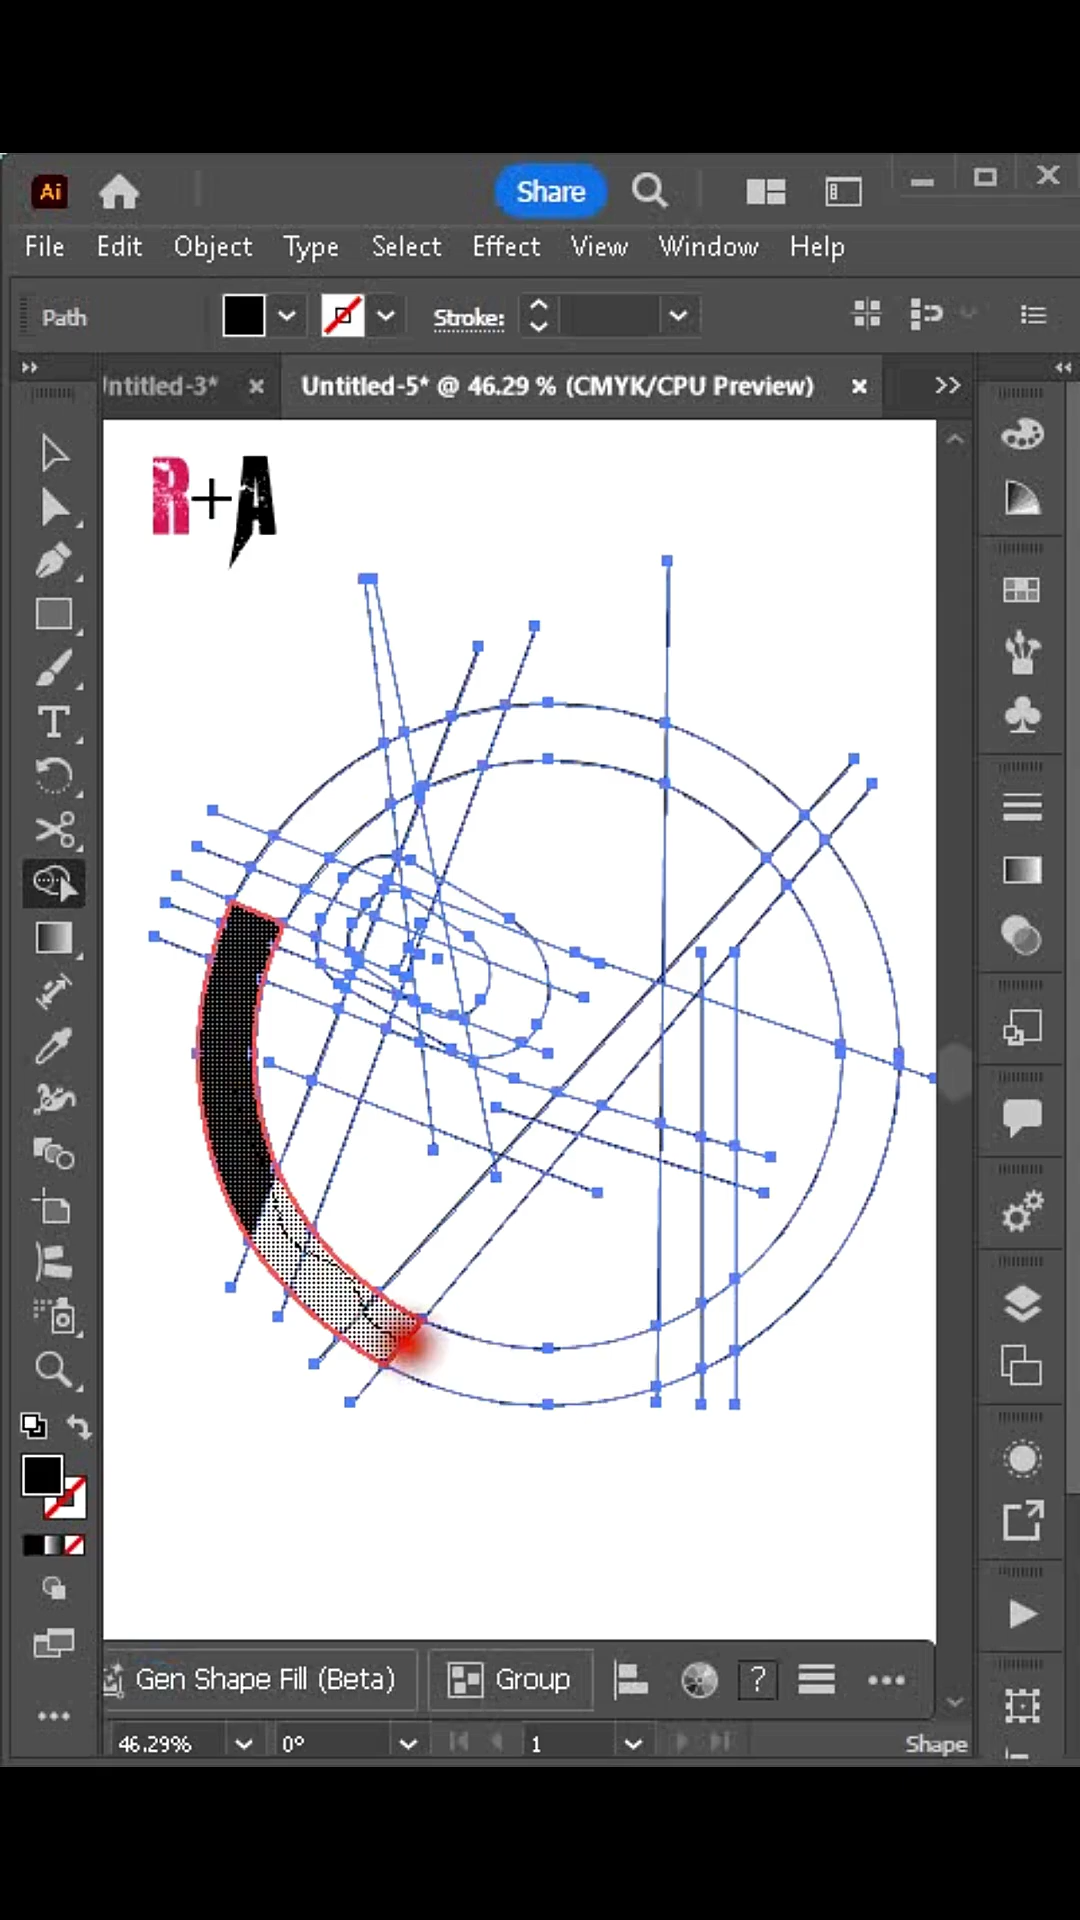 Ai
Share
File Edit Object Type Select Effect View Window Help
Path Stroke:
ntitled-3* × Untitled-5* @ 46.29 % (CMYK/CPU Preview) ×
R+A
T
Gen Shape Fill (Beta) Group ?
46.29% 0° 1 Shape